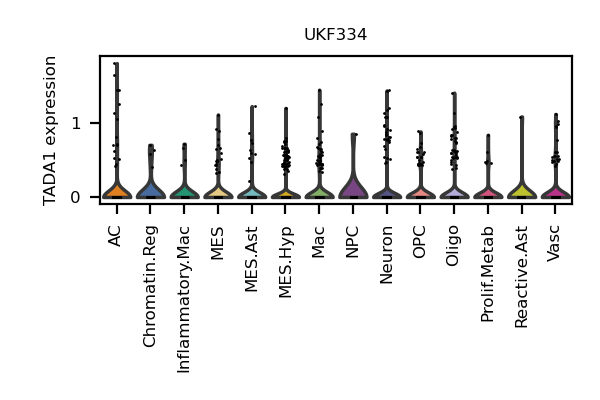 UKF334
TADA1 expression
1
0
AC
Chromatin.Reg
Inflammatory.Mac
MES
MES.Ast
MES.Hyp
Mac
NPC
Neuron
OPC
Oligo
Prolif.Metab
Reactive.Ast
Vasc